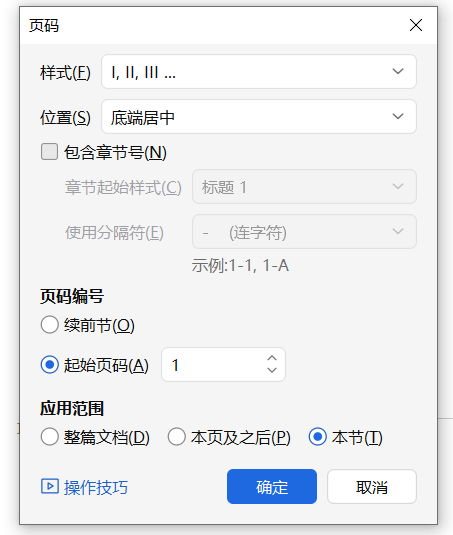 页码
样式(F) I, II, III ...
位置(S) 底端居中
包含章节号(N)
章节起始样式(C) 标题 1
使用分隔符(E) - (连字符)
示例:1-1, 1-A
页码编号
续前节(O)
起始页码(A) 1
应用范围
整篇文档(D) 本页及之后(P) 本节(T)
操作技巧 确定 取消